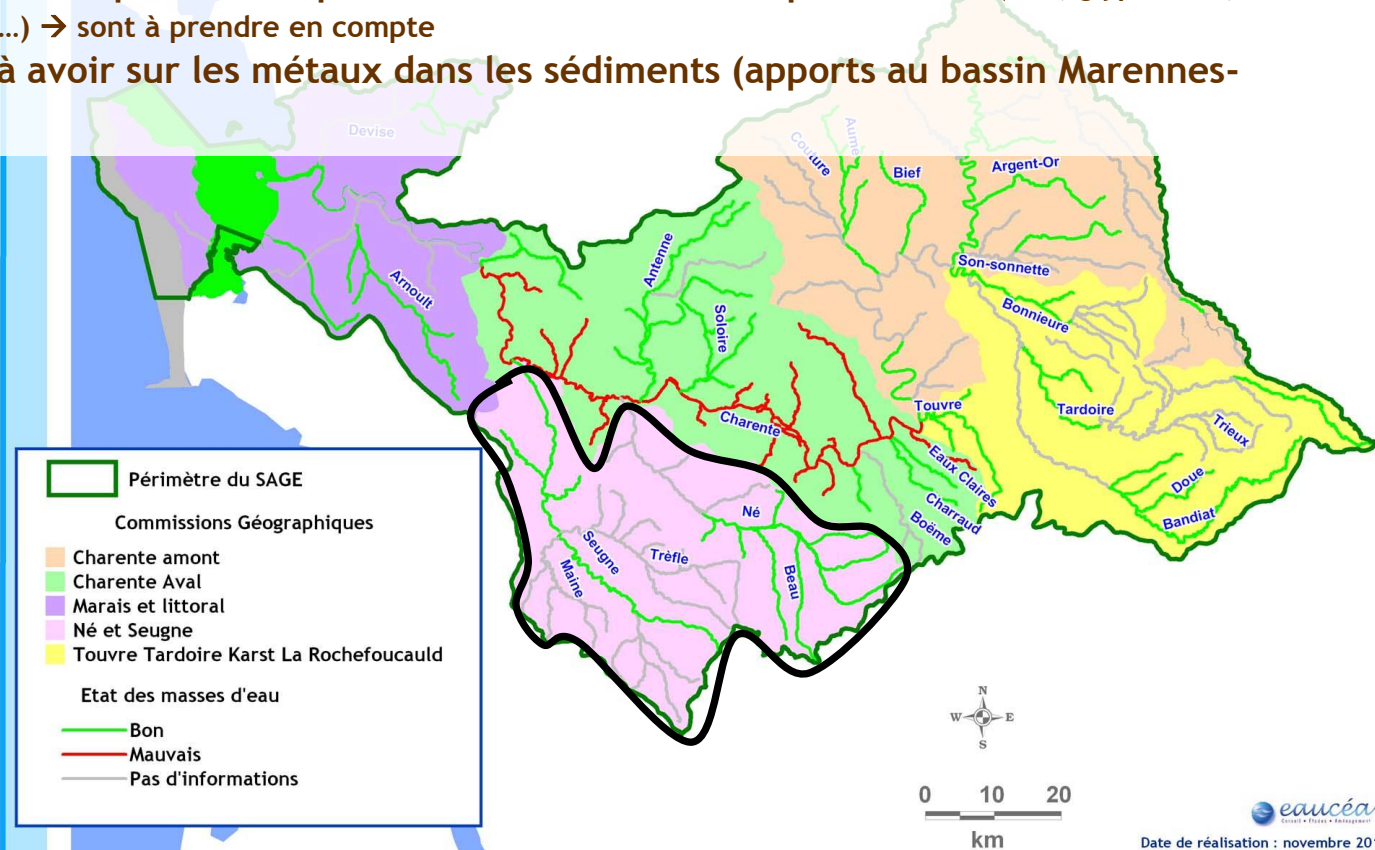 …) → sont à prendre en compte
à avoir sur les métaux dans les sédiments (apports au bassin Marennes-
Devise
Couture
Aume
Bief
Argent-Or
Son-sonnette
Bonnieure
Antenne
Arnoult
Soloire
Touvre
Tardoire
Trieux
Charente
Eaux Claires
Doue
Charraud
Bandiat
Boëme
Né
Seugne
Trèfle
Maine
Beau
Périmètre du SAGE
Commissions Géographiques
Charente amont
Charente Aval
Marais et littoral
Né et Seugne
Touvre Tardoire Karst La Rochefoucauld
Etat des masses d'eau
Bon
Mauvais
Pas d'informations
N
W E
S
0 10 20
km
eaucéa
Conseil • Etudes • Aménagement
Date de réalisation : novembre 201